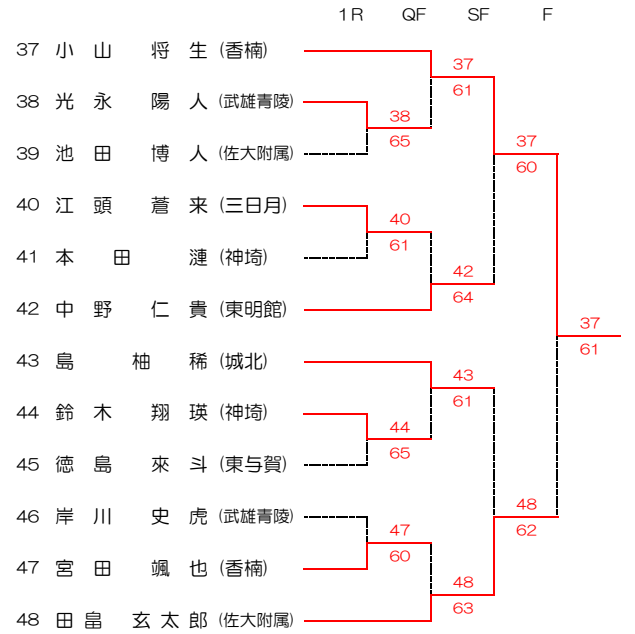 1R QF SF F
37 小山 将生 (香楠)
37
61
38 光永 陽人 (武雄青陵)
38
65
39 池田 博人 (佐大附属)
37
60
40 江頭 蒼来 (三日月)
40
61
41 本田 漣 (神埼)
42
64
42 中野 仁貴 (東明館)
37
61
43 島 柚稀 (城北)
43
61
44 鈴木 翔瑛 (神埼)
44
65
45 徳島 來斗 (東与賀)
48
62
46 岸川 史虎 (武雄青陵)
47
60
47 宮田 颯也 (香楠)
48
63
48 田畠 玄太郎 (佐大附属)